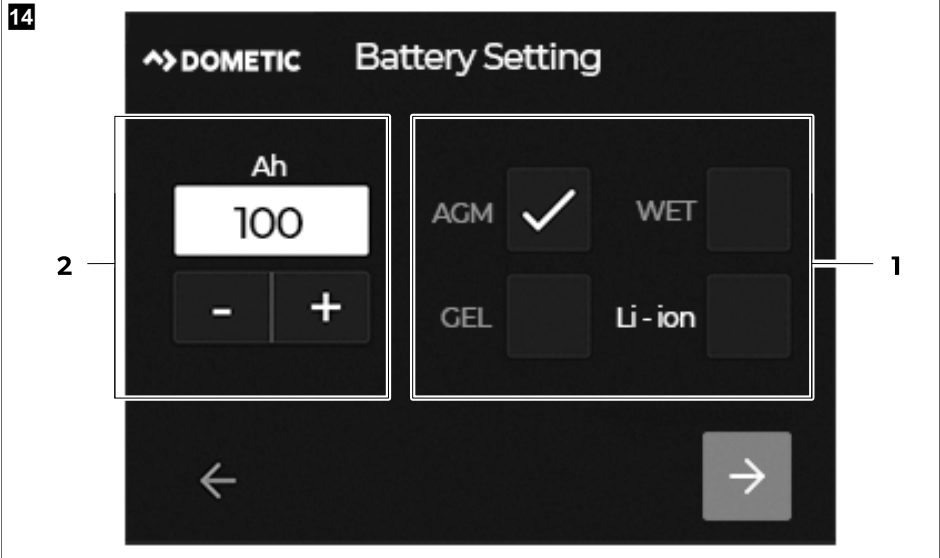 14
DOMETIC Battery Setting
Ah
100
- +
AGM WET
GEL Li-ion
2
1